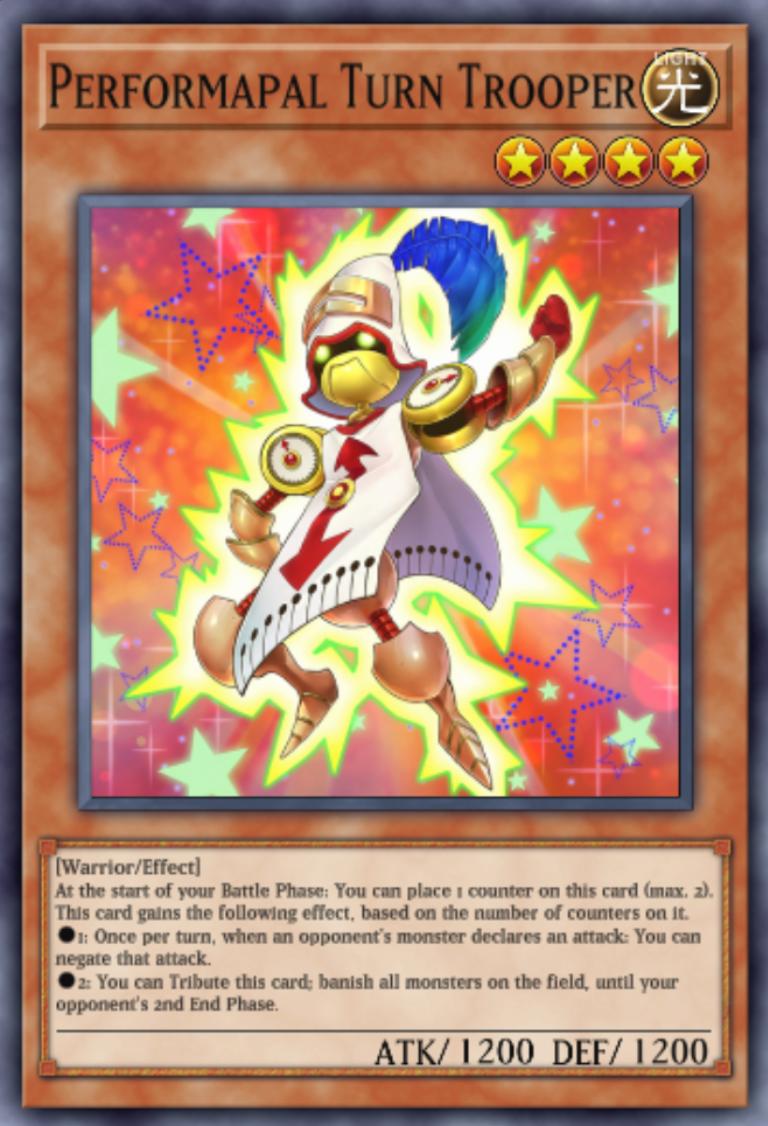 PERFORMAPAL TURN TROOPER
LIGHT
光
[Warrior/Effect]
At the start of your Battle Phase: You can place 1 counter on this card (max. 2).
This card gains the following effect, based on the number of counters on it.
●1: Once per turn, when an opponent's monster declares an attack: You can
negate that attack.
●2: You can Tribute this card; banish all monsters on the field, until your
opponent's 2nd End Phase.
ATK/ 1200 DEF/ 1200